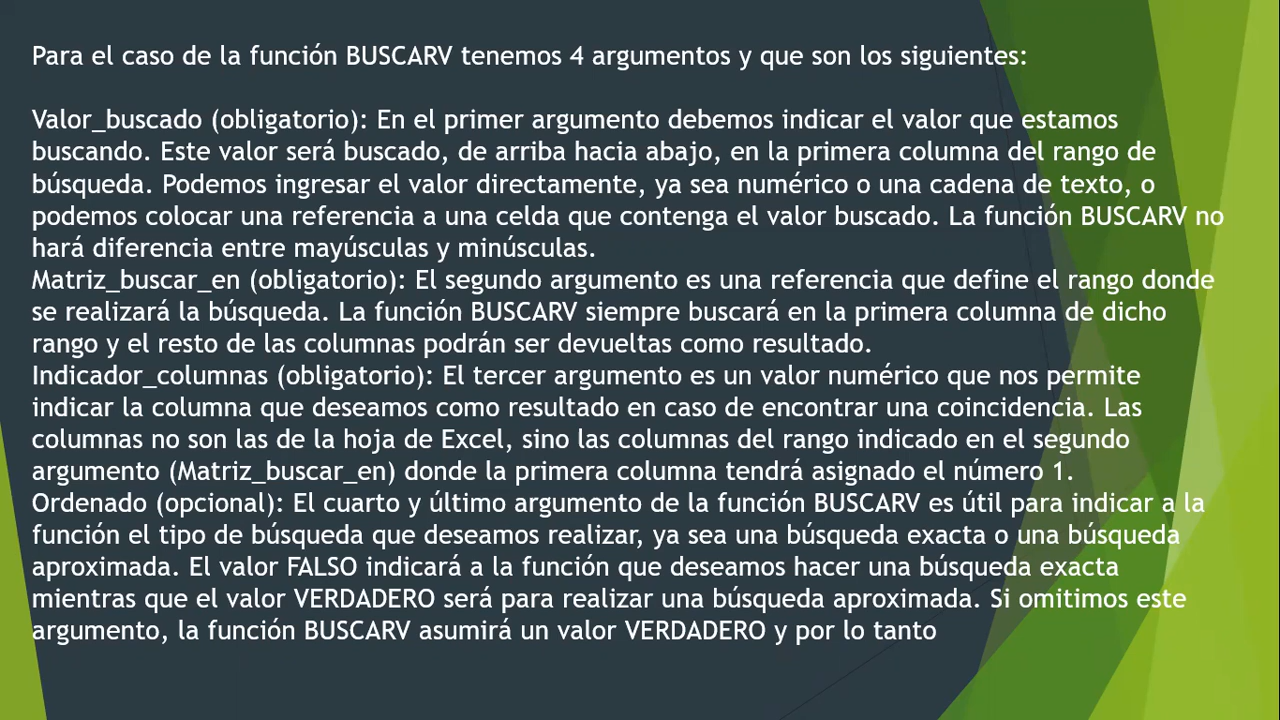 Para el caso de la función BUSCARV tenemos 4 argumentos y que son los siguientes:
Valor_buscado (obligatorio): En el primer argumento debemos indicar el valor que estamos
buscando. Este valor será buscado, de arriba hacia abajo, en la primera columna del rango de
búsqueda. Podemos ingresar el valor directamente, ya sea numérico o una cadena de texto, o
podemos colocar una referencia a una celda que contenga el valor buscado. La función BUSCARV no
hará diferencia entre mayúsculas y minúsculas.
Matriz_buscar_en (obligatorio): El segundo argumento es una referencia que define el rango donde
se realizará la búsqueda. La función BUSCARV siempre buscará en la primera columna de dicho
rango y el resto de las columnas podrán ser devueltas como resultado.
Indicador_columnas (obligatorio): El tercer argumento es un valor numérico que nos permite
indicar la columna que deseamos como resultado en caso de encontrar una coincidencia. Las
columnas no son las de la hoja de Excel, sino las columnas del rango indicado en el segundo
argumento (Matriz_buscar_en) donde la primera columna tendrá asignado el número 1.
Ordenado (opcional): El cuarto y último argumento de la función BUSCARV es útil para indicar a la
función el tipo de búsqueda que deseamos realizar, ya sea una búsqueda exacta o una búsqueda
aproximada. El valor FALSO indicará a la función que deseamos hacer una búsqueda exacta
mientras que el valor VERDADERO será para realizar una búsqueda aproximada. Si omitimos este
argumento, la función BUSCARV asumirá un valor VERDADERO y por lo tanto